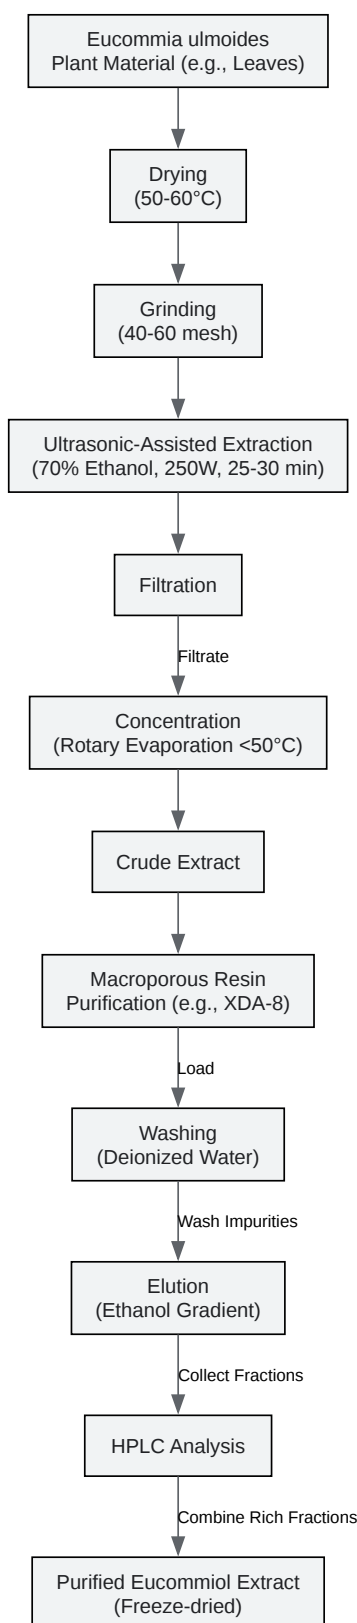 Eucommia ulmoides
Plant Material (e.g., Leaves)
Drying
(50-60°C)
Grinding
(40-60 mesh)
Ultrasonic-Assisted Extraction
(70% Ethanol, 250W, 25-30 min)
Filtration
Filtrate
Concentration
(Rotary Evaporation <50°C)
Crude Extract
Macroporous Resin
Purification (e.g., XDA-8)
Load
Washing
(Deionized Water)
Wash Impurities
Elution
(Ethanol Gradient)
Collect Fractions
HPLC Analysis
Combine Rich Fractions
Purified Eucommiol Extract
(Freeze-dried)